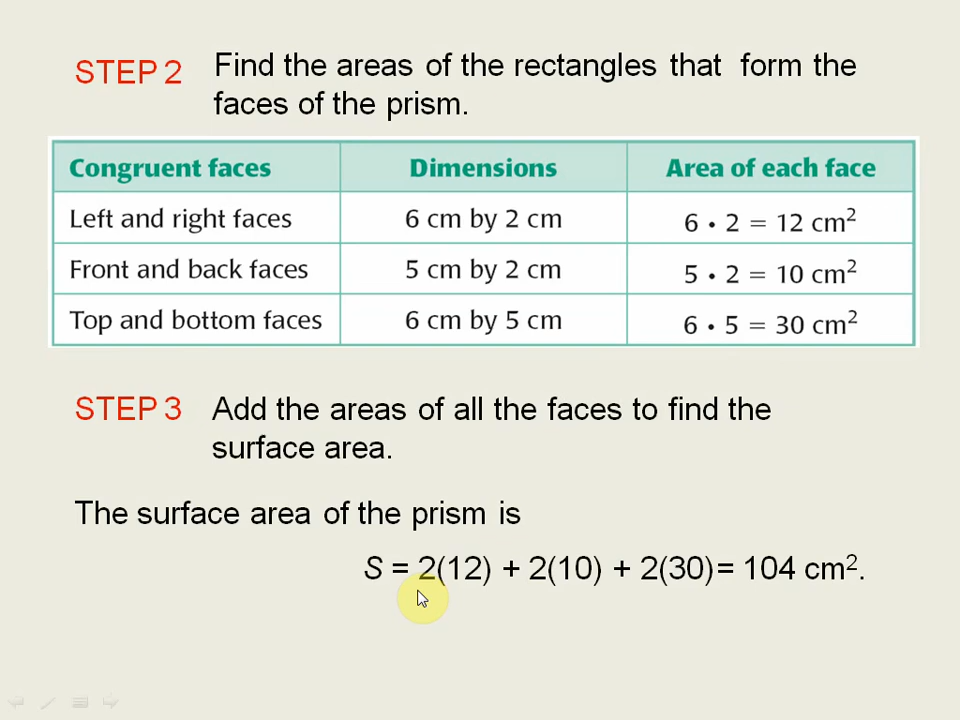 STEP 2 Find the areas of the rectangles that form the
faces of the prism.
Congruent faces Dimensions Area of each face
Left and right faces 6 cm by 2 cm 6 • 2 = 12 cm²
Front and back faces 5 cm by 2 cm 5 • 2 = 10 cm²
Top and bottom faces 6 cm by 5 cm 6 • 5 = 30 cm²
STEP 3 Add the areas of all the faces to find the
surface area.
The surface area of the prism is
S = 2(12) + 2(10) + 2(30)= 104 cm².